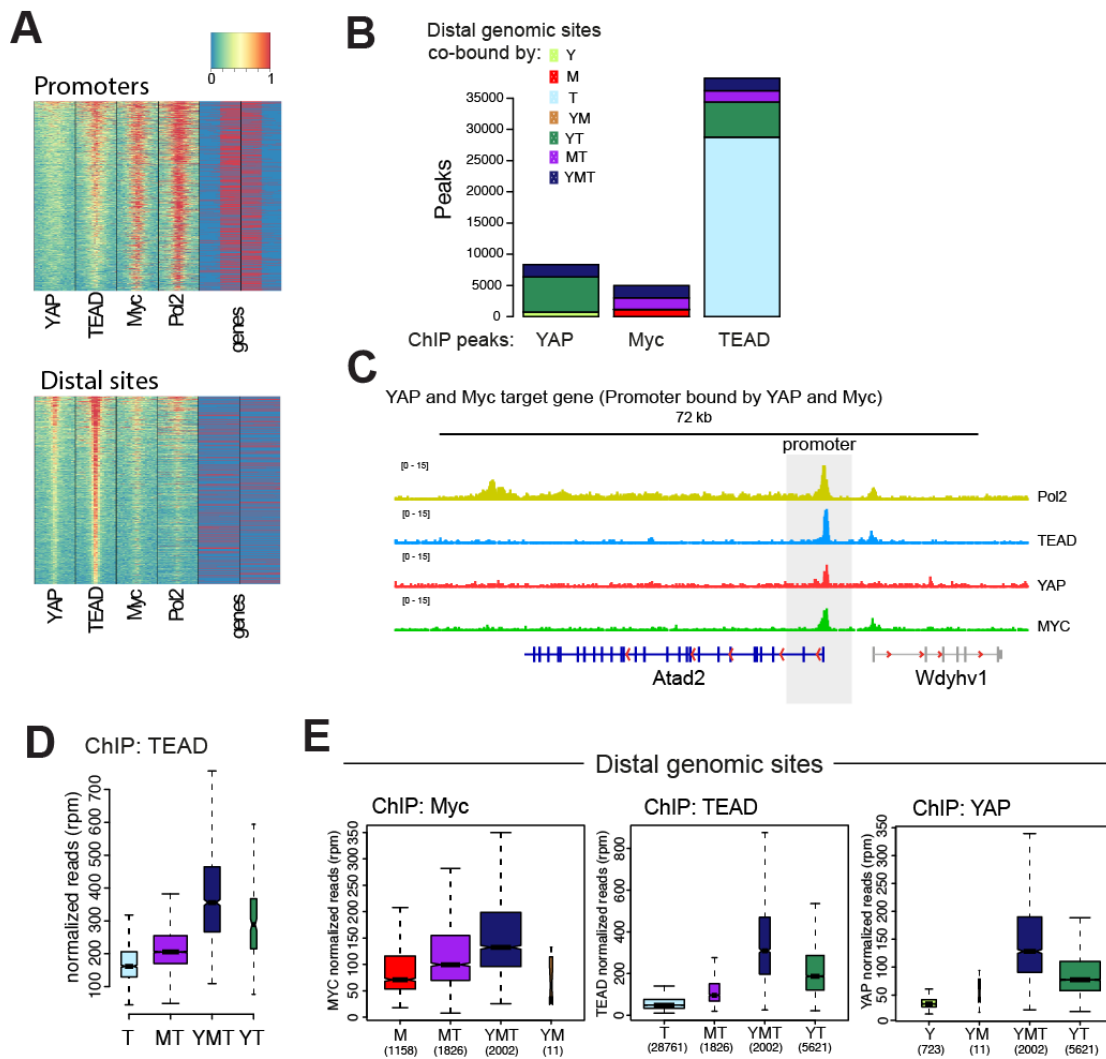 A
0 1
Promoters
YAP
TEAD
Myc
Pol2
genes
Distal sites
YAP
TEAD
Myc
Pol2
genes
B
Distal genomic sites
co-bound by:
Y
M
T
YM
YT
MT
YMT
Peaks
35000
30000
25000
20000
15000
10000
5000
0
ChIP peaks: YAP Myc TEAD
C
YAP and Myc target gene (Promoter bound by YAP and Myc)
72 kb
promoter
[0 - 15]
Pol2
[0 - 15]
TEAD
[0 - 15]
YAP
[0 - 15]
MYC
Atad2 Wdyhv1
D
ChIP: TEAD
normalized reads (rpm)
700
600
500
400
300
200
100
T MT YMT YT
E
Distal genomic sites
ChIP: Myc
MYC normalized reads (rpm)
350
300
250
200
150
100
50
0
M MT YMT YM
(1158) (1826) (2002) (11)
ChIP: TEAD
TEAD normalized reads (rpm)
800
600
400
200
0
T MT YMT YT
(28761) (1826) (2002) (5621)
ChIP: YAP
YAP normalized reads (rpm)
350
300
250
200
150
100
50
0
Y YM YMT YT
(723) (11) (2002) (5621)